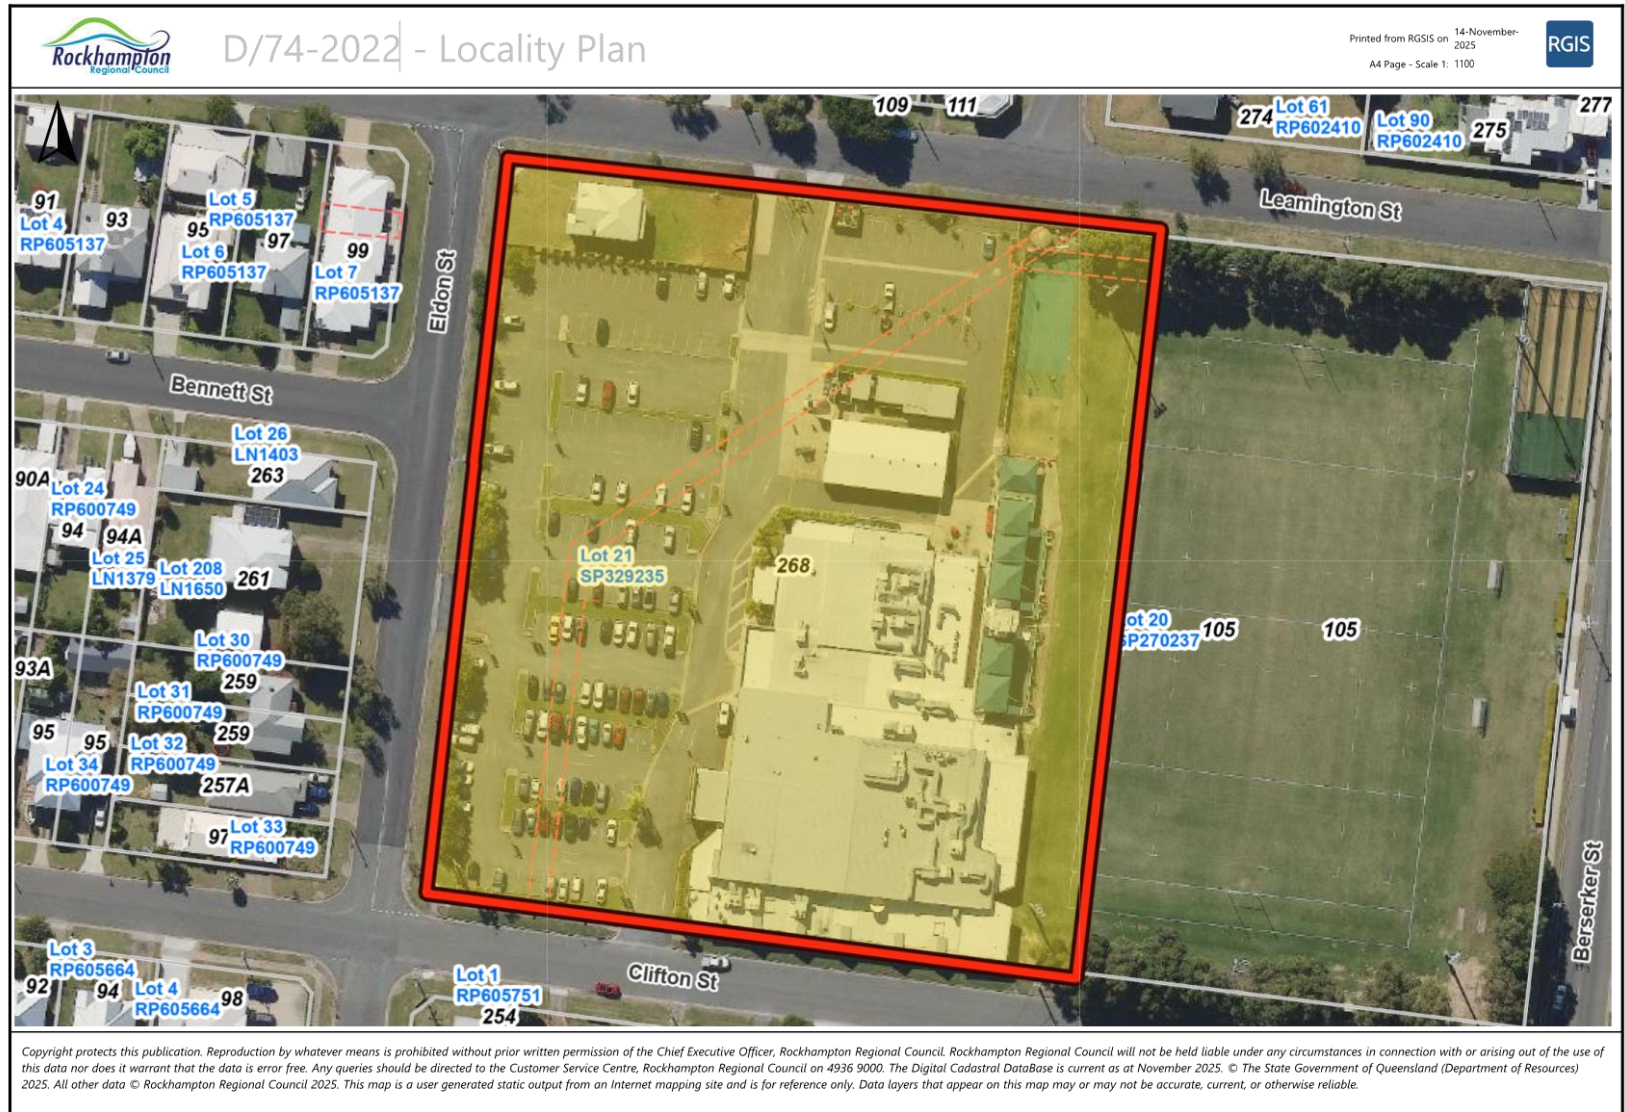 Rockhampton
Regional Council
D/74-2022 - Locality Plan
Printed from RGSIS on 14-November-
2025
A4 Page - Scale 1: 1100
RGIS
109
111
274
Lot 61
RP602410
Lot 90
RP602410
275
277
91
Lot 4
RP605137
93
Lot 5
RP605137
95
Lot 6
RP605137
97
99
Lot 7
RP605137
Eldon St
Leamington St
Bennett St
Lot 26
LN1403
263
90A
Lot 24
RP600749
94
94A
Lot 25
LN1379
Lot 208
LN1650
261
Lot 21
SP329235
268
Lot 30
RP600749
259
93A
Lot 31
RP600749
259
95
95
Lot 34
RP600749
Lot 32
RP600749
257A
97
Lot 33
RP600749
ot 20
SP270237
105
105
Berserker St
Clifton St
Lot 3
RP605664
92
94
Lot 4
RP605664
98
Lot 1
RP605751
254
Copyright protects this publication. Reproduction by whatever means is prohibited without prior written permission of the Chief Executive Officer, Rockhampton Regional Council. Rockhampton Regional Council will not be held liable under any circumstances in connection with or arising out of the use of
this data nor does it warrant that the data is error free. Any queries should be directed to the Customer Service Centre, Rockhampton Regional Council on 4936 9000. The Digital Cadastral DataBase is current as at November 2025. © The State Government of Queensland (Department of Resources)
2025. All other data © Rockhampton Regional Council 2025. This map is a user generated static output from an Internet mapping site and is for reference only. Data layers that appear on this map may or may not be accurate, current, or otherwise reliable.